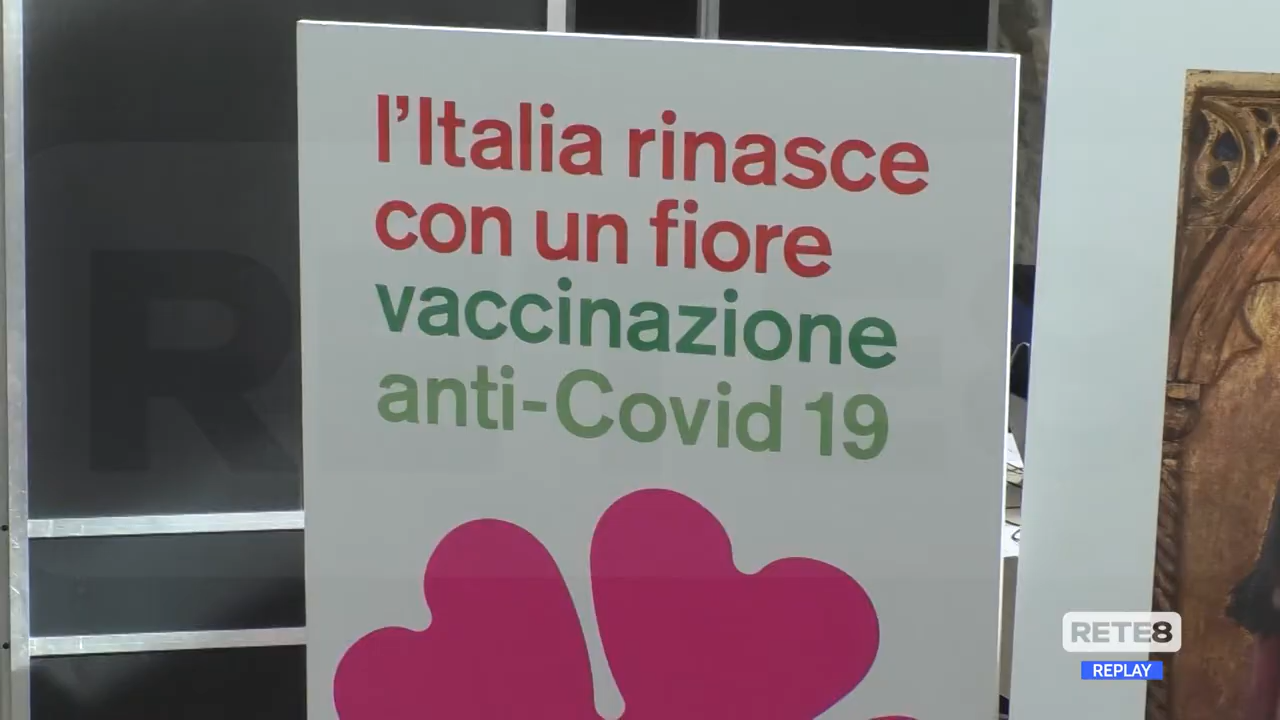 l'Italia rinasce
con un fiore
vaccinazione
anti-Covid 19
RETE8
REPLAY